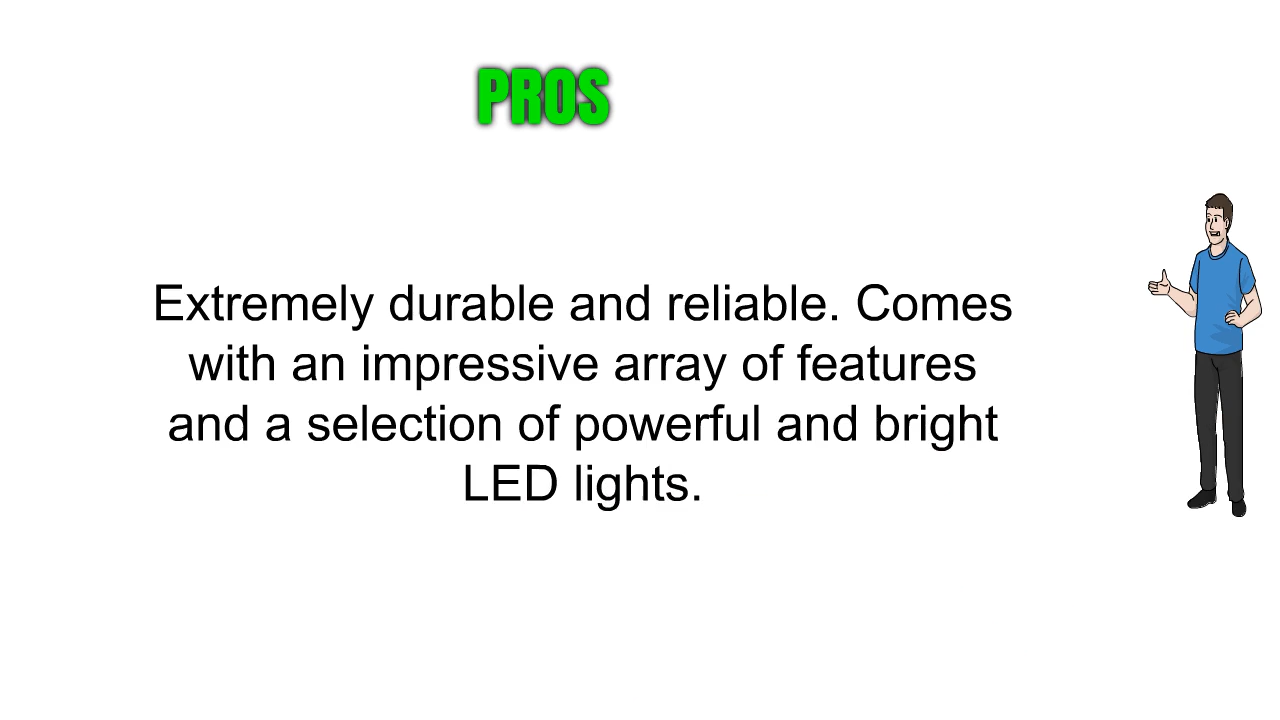 PROS
Extremely durable and reliable. Comes
with an impressive array of features
and a selection of powerful and bright
LED lights.